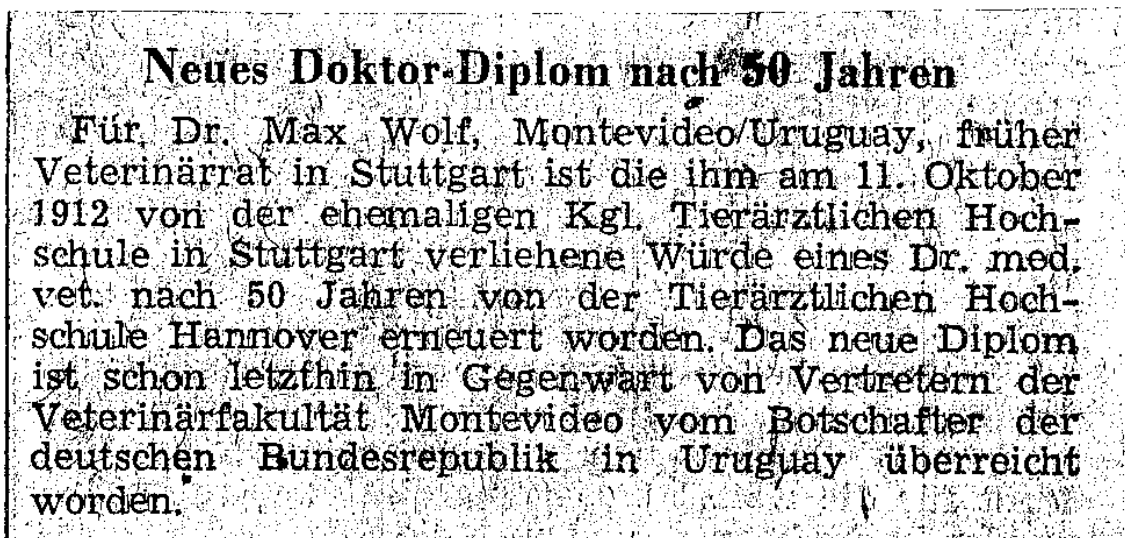 Neues Doktor-Diplom nach 50 Jahren
Für Dr. Max Wolf, Montevideo/Uruguay, früher
Veterinärrat in Stuttgart ist die ihm am 11. Oktober
1912 von der ehemaligen Kgl. Tierärztlichen Hoch-
schule in Stuttgart verliehene Würde eines Dr. med.
vet. nach 50 Jahren von der Tierärztlichen Hoch-
schule Hannover erneuert worden. Das neue Diplom
ist schon letzthin in Gegenwart von Vertretern der
Veterinärfakultät Montevideo vom Botschafter der
deutschen Bundesrepublik in Uruguay überreicht
worden.